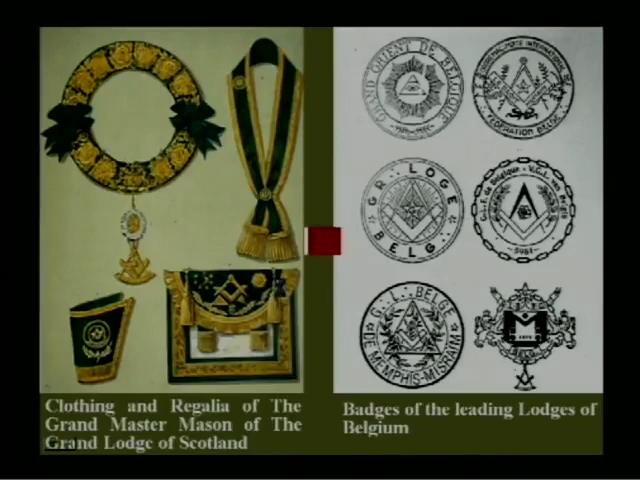 Clothing and Regalia of The
Grand Master Mason of The
Grand Lodge of Scotland
GRAND ORIENT DE BELGIQUE
FEDERATION BELGE
GR∴ LOGE
BELG∴
G∴L∴ BELGE
DE MEMPHIS-MISRAIM
Badges of the leading Lodges of
Belgium